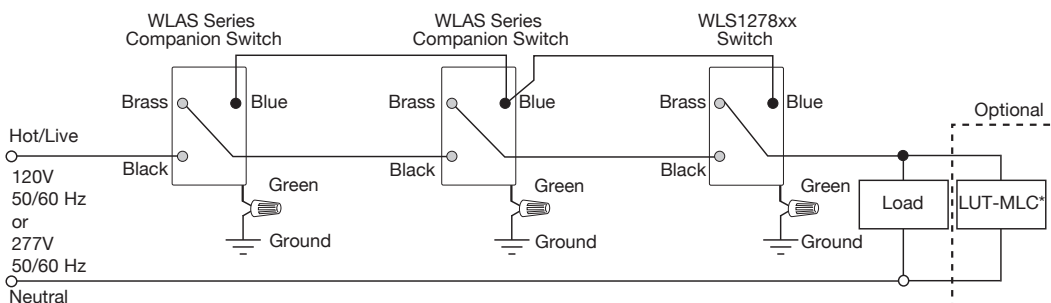 WLAS Series
Companion Switch
WLAS Series
Companion Switch
WLS1278xx
Switch
Brass
Blue
Brass
Blue
Brass
Blue
Optional
Hot/Live
Black
Black
Black
120V
50/60 Hz
or
277V
50/60 Hz
Green
Green
Green
Load
LUT-MLC*
Ground
Ground
Ground
Neutral